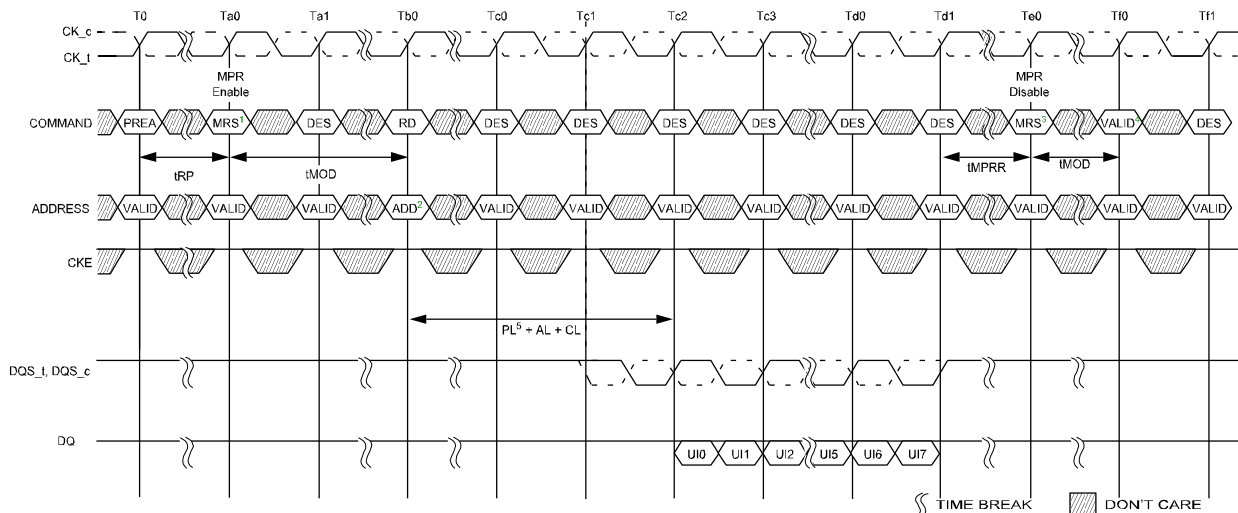 T0 Ta0 Ta1 Tb0 Tc0 Tc1 Tc2 Tc3 Td0 Td1 Te0 Tf0 Tf1
CK_c
CK_t
MPR Enable
MPR Disable
COMMAND PREA MRS1 DES RD DES DES DES DES DES DES MRS3 VALID4 DES
tRP tMOD tMPRR tMOD
ADDRESS VALID VALID VALID ADD2 VALID VALID VALID VALID VALID VALID VALID VALID VALID
CKE
PL5 + AL + CL
DQS_t, DQS_c
DQ UI0 UI1 UI2 UI5 UI6 UI7
TIME BREAK DON'T CARE